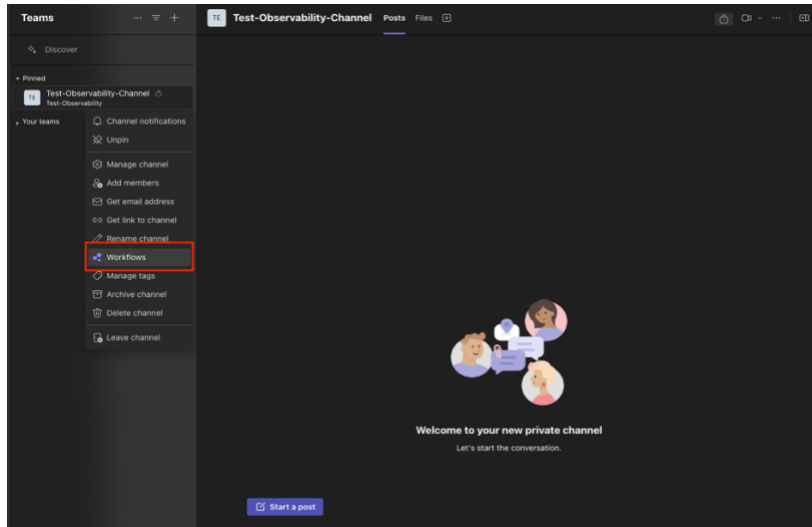 Teams
TE Test-Observability-Channel Posts Files
Discover
Pinned
TE Test-Observability-Channel
Test-Observability
Your teams
Channel notifications
Unpin
Manage channel
Add members
Get email address
Get link to channel
Rename channel
Workflows
Manage tags
Archive channel
Delete channel
Leave channel
Welcome to your new private channel
Let's start the conversation.
Start a post